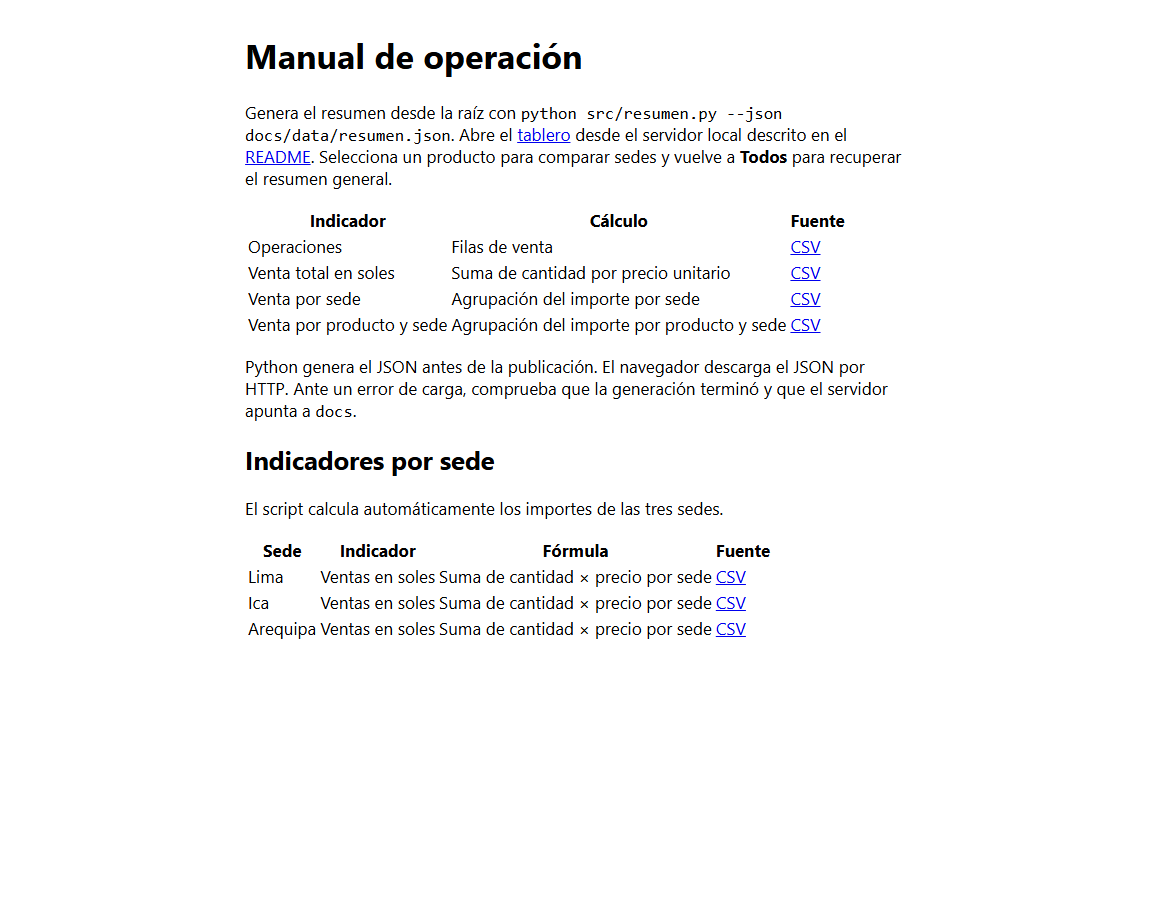 Manual de operación
Genera el resumen desde la raíz con python src/resumen.py --json
docs/data/resumen.json. Abre el tablero desde el servidor local descrito en el
README. Selecciona un producto para comparar sedes y vuelve a Todos para recuperar
el resumen general.
Indicador Cálculo Fuente
Operaciones Filas de venta CSV
Venta total en soles Suma de cantidad por precio unitario CSV
Venta por sede Agrupación del importe por sede CSV
Venta por producto y sede Agrupación del importe por producto y sede CSV
Python genera el JSON antes de la publicación. El navegador descarga el JSON por
HTTP. Ante un error de carga, comprueba que la generación terminó y que el servidor
apunta a docs.
Indicadores por sede
El script calcula automáticamente los importes de las tres sedes.
Sede Indicador Fórmula Fuente
Lima Ventas en soles Suma de cantidad × precio por sede CSV
Ica Ventas en soles Suma de cantidad × precio por sede CSV
Arequipa Ventas en soles Suma de cantidad × precio por sede CSV